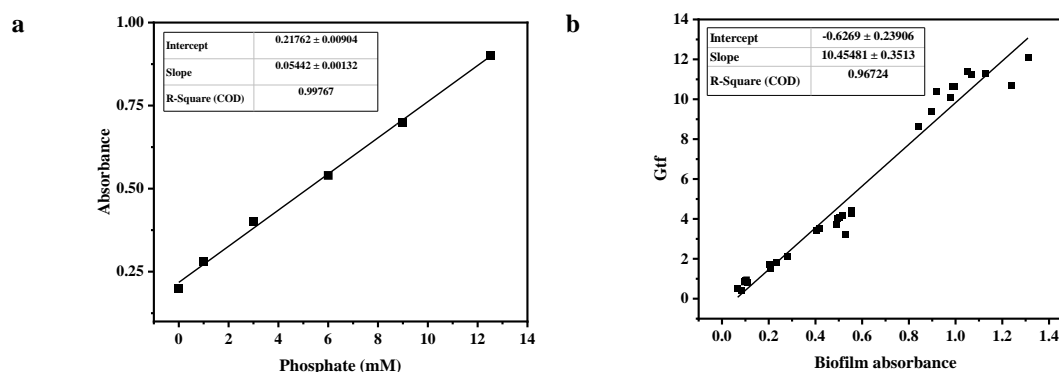 a
1.00
0.75
0.50
0.25
Absorbance
Intercept 0.21762 ± 0.00904
Slope 0.05442 ± 0.00132
R-Square (COD) 0.99767
0 2 4 6 8 10 12 14
Phosphate (mM)
b
14
12
10
8
6
4
2
0
Gtf
Intercept -0.6269 ± 0.23906
Slope 10.45481 ± 0.3513
R-Square (COD) 0.96724
0.0 0.2 0.4 0.6 0.8 1.0 1.2 1.4
Biofilm absorbance